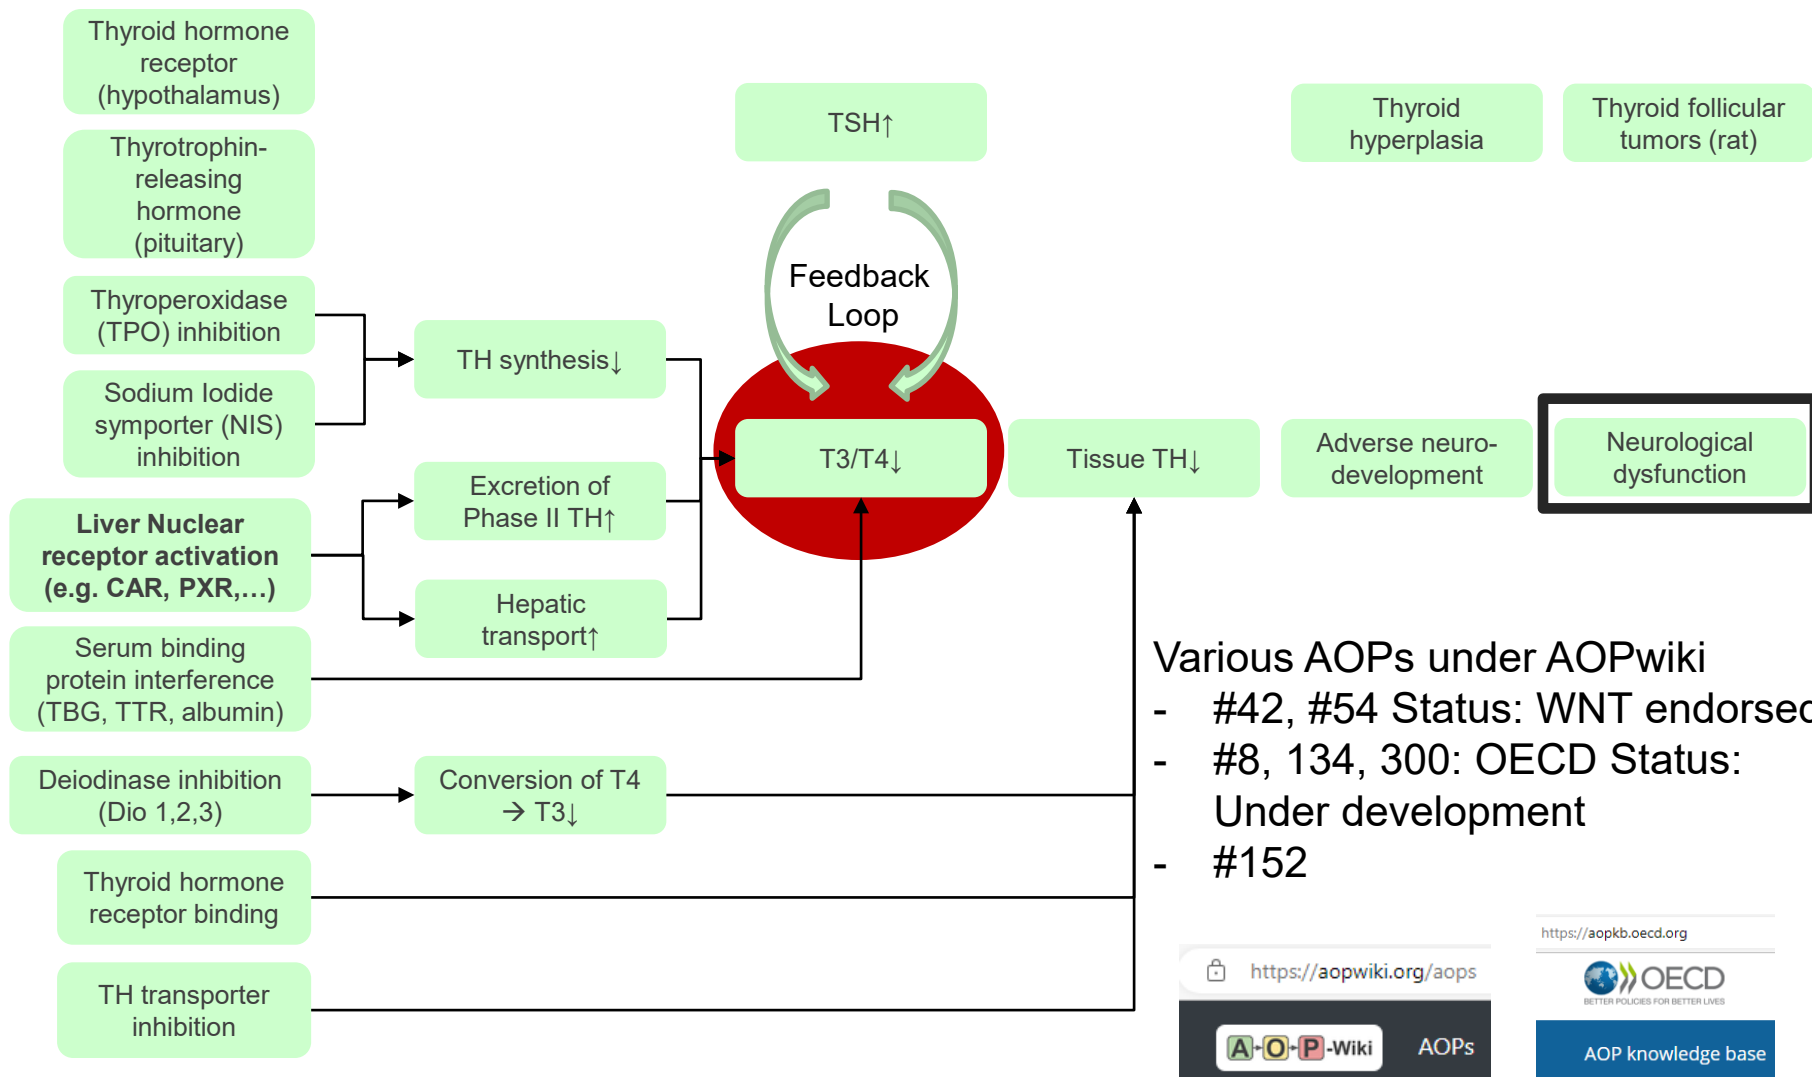 Thyroid hormone
receptor
(hypothalamus)
Thyrotrophin-
releasing
hormone
(pituitary)
Thyroperoxidase
(TPO) inhibition
Sodium Iodide
symporter (NIS)
inhibition
Liver Nuclear
receptor activation
(e.g. CAR, PXR,…)
Serum binding
protein interference
(TBG, TTR, albumin)
Deiodinase inhibition
(Dio 1,2,3)
Thyroid hormone
receptor binding
TH transporter
inhibition
TH synthesis↓
Excretion of
Phase II TH↑
Hepatic
transport↑
Conversion of T4
→ T3↓
TSH↑
Feedback
Loop
T3/T4↓
Tissue TH↓
Thyroid
hyperplasia
Thyroid follicular
tumors (rat)
Adverse neuro-
development
Neurological
dysfunction
Various AOPs under AOPwiki
- #42, #54 Status: WNT endorsed
- #8, 134, 300: OECD Status:
Under development
- #152
https://aopwiki.org/aops
A-O-P-Wiki AOPs
https://aopkb.oecd.org
OECD
BETTER POLICIES FOR BETTER LIVES
AOP knowledge base